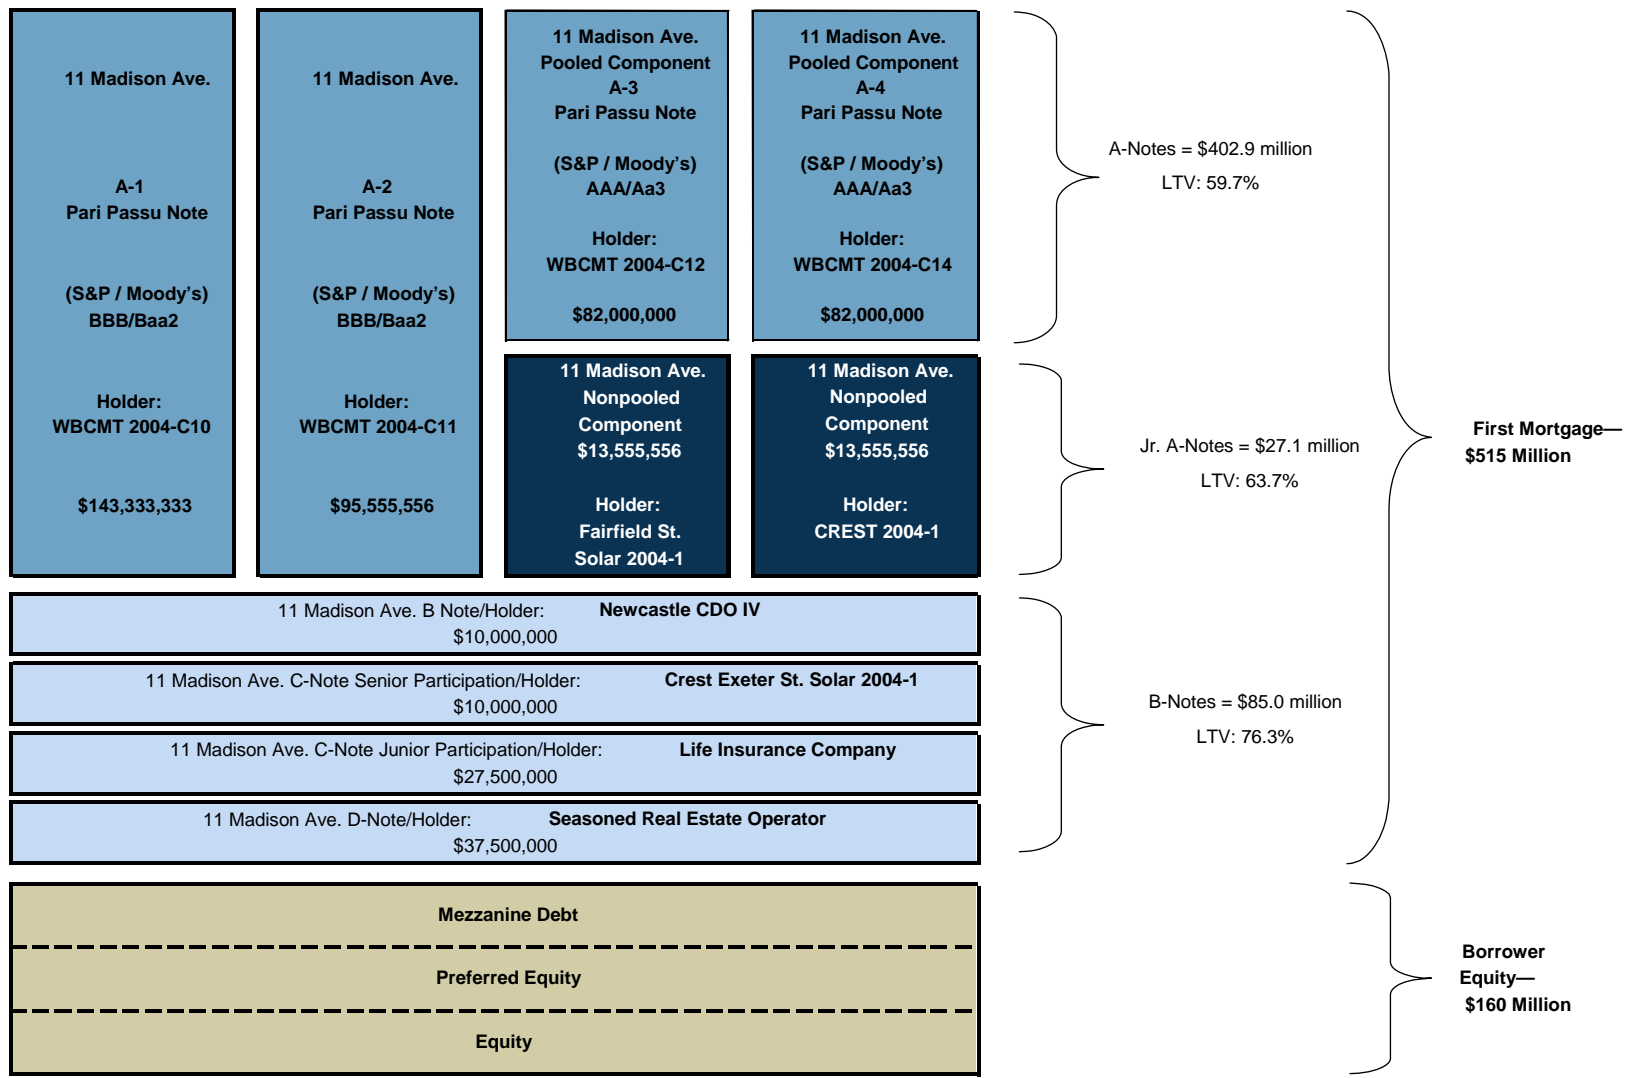 11 Madison Ave.
A-1
Pari Passu Note
(S&P / Moody’s)
BBB/Baa2
Holder:
WBCMT 2004-C10
$143,333,333
11 Madison Ave.
A-2
Pari Passu Note
(S&P / Moody’s)
BBB/Baa2
Holder:
WBCMT 2004-C11
$95,555,556
11 Madison Ave.
Pooled Component
A-3
Pari Passu Note
(S&P / Moody’s)
AAA/Aa3
Holder:
WBCMT 2004-C12
$82,000,000
11 Madison Ave.
Pooled Component
A-4
Pari Passu Note
(S&P / Moody’s)
AAA/Aa3
Holder:
WBCMT 2004-C14
$82,000,000
11 Madison Ave.
Nonpooled
Component
$13,555,556
Holder:
Fairfield St.
Solar 2004-1
11 Madison Ave.
Nonpooled
Component
$13,555,556
Holder:
CREST 2004-1
11 Madison Ave. B Note/Holder: Newcastle CDO IV
$10,000,000
11 Madison Ave. C-Note Senior Participation/Holder: Crest Exeter St. Solar 2004-1
$10,000,000
11 Madison Ave. C-Note Junior Participation/Holder: Life Insurance Company
$27,500,000
11 Madison Ave. D-Note/Holder: Seasoned Real Estate Operator
$37,500,000
Mezzanine Debt
Preferred Equity
Equity
A-Notes = $402.9 million
LTV: 59.7%
Jr. A-Notes = $27.1 million
LTV: 63.7%
B-Notes = $85.0 million
LTV: 76.3%
First Mortgage—
$515 Million
Borrower
Equity—
$160 Million